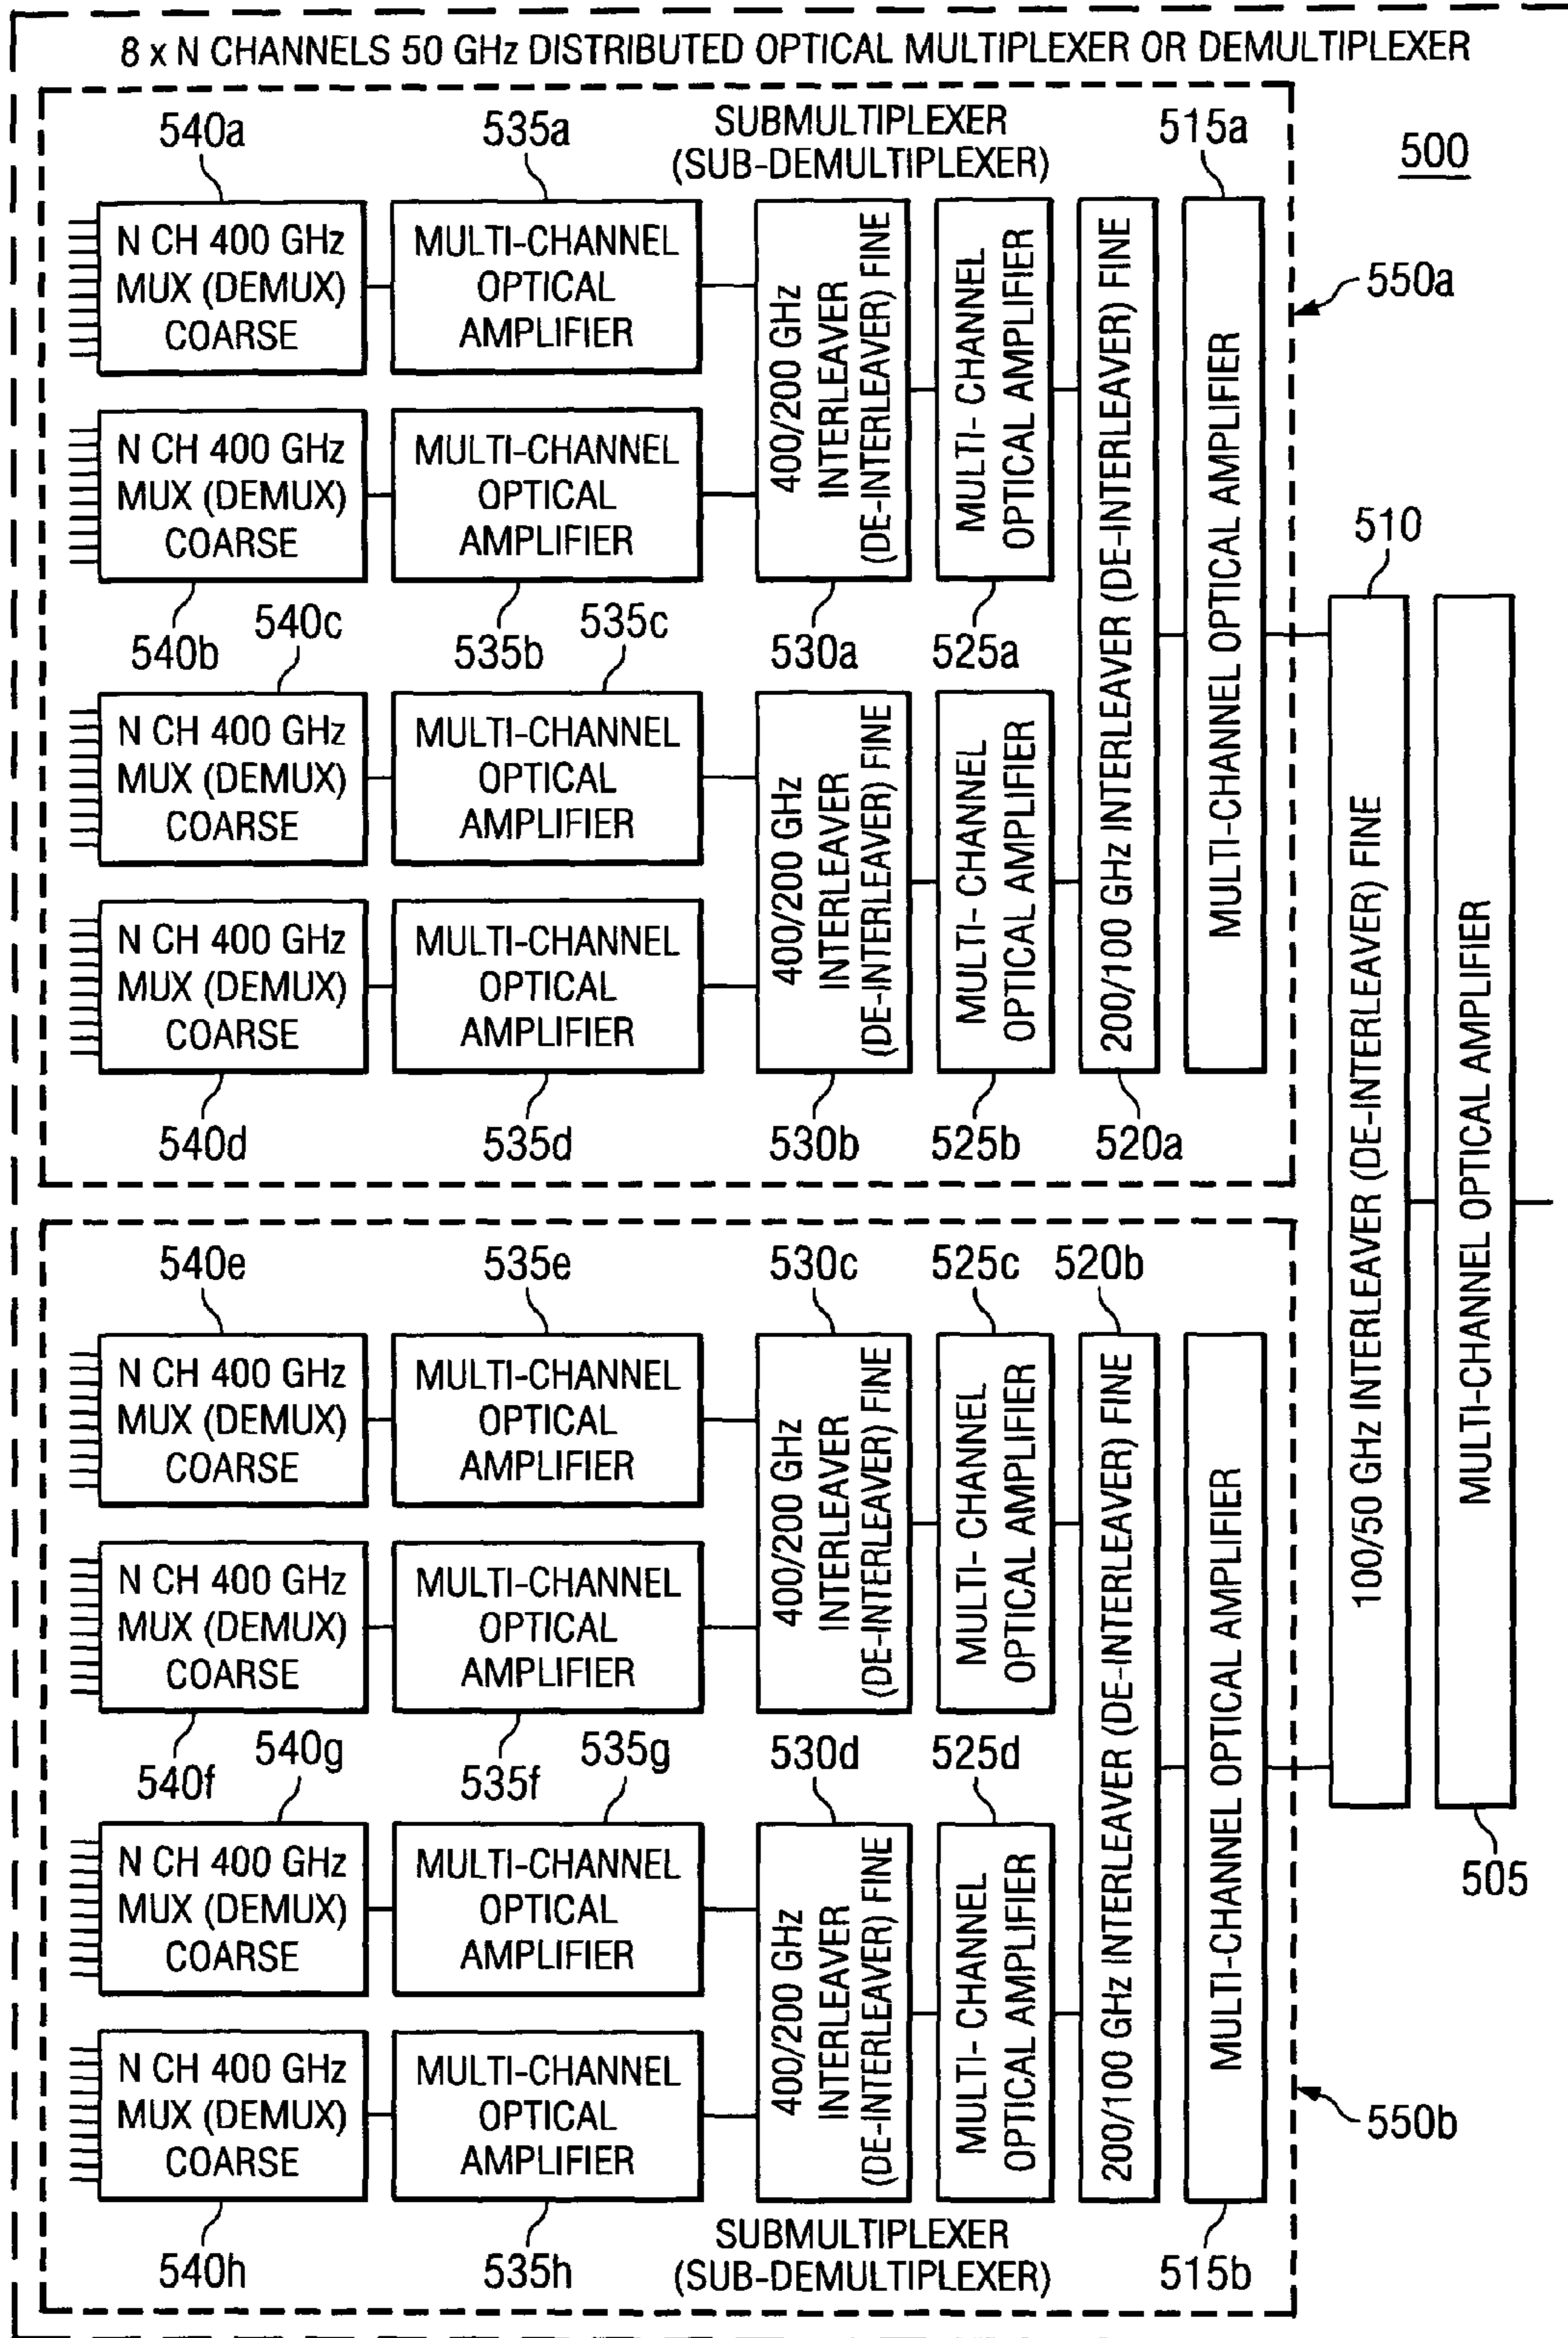 8 x N CHANNELS 50 GHz DISTRIBUTED OPTICAL MULTIPLEXER OR DEMULTIPLEXER
500
SUBMULTIPLEXER
(SUB-DEMULTIPLEXER)
540a
535a
515a
550a
N CH 400 GHz
MUX (DEMUX)
COARSE
MULTI-CHANNEL
OPTICAL
AMPLIFIER
N CH 400 GHz
MUX (DEMUX)
COARSE
MULTI-CHANNEL
OPTICAL
AMPLIFIER
400/200 GHz
INTERLEAVER
(DE-INTERLEAVER) FINE
MULTI- CHANNEL
OPTICAL AMPLIFIER
200/100 GHz INTERLEAVER (DE-INTERLEAVER) FINE
MULTI-CHANNEL OPTICAL AMPLIFIER
540b
540c
535b
535c
530a
525a
510
N CH 400 GHz
MUX (DEMUX)
COARSE
MULTI-CHANNEL
OPTICAL
AMPLIFIER
N CH 400 GHz
MUX (DEMUX)
COARSE
MULTI-CHANNEL
OPTICAL
AMPLIFIER
400/200 GHz
INTERLEAVER
(DE-INTERLEAVER) FINE
MULTI- CHANNEL
OPTICAL AMPLIFIER
540d
535d
530b
525b
520a
100/50 GHz INTERLEAVER (DE-INTERLEAVER) FINE
MULTI-CHANNEL OPTICAL AMPLIFIER
505
540e
535e
530c
525c
520b
N CH 400 GHz
MUX (DEMUX)
COARSE
MULTI-CHANNEL
OPTICAL
AMPLIFIER
N CH 400 GHz
MUX (DEMUX)
COARSE
MULTI-CHANNEL
OPTICAL
AMPLIFIER
400/200 GHz
INTERLEAVER
(DE-INTERLEAVER) FINE
MULTI- CHANNEL
OPTICAL AMPLIFIER
200/100 GHz INTERLEAVER (DE-INTERLEAVER) FINE
MULTI-CHANNEL OPTICAL AMPLIFIER
540f
540g
535f
535g
530d
525d
N CH 400 GHz
MUX (DEMUX)
COARSE
MULTI-CHANNEL
OPTICAL
AMPLIFIER
N CH 400 GHz
MUX (DEMUX)
COARSE
MULTI-CHANNEL
OPTICAL
AMPLIFIER
400/200 GHz
INTERLEAVER
(DE-INTERLEAVER) FINE
MULTI- CHANNEL
OPTICAL AMPLIFIER
550b
540h
535h
SUBMULTIPLEXER
(SUB-DEMULTIPLEXER)
515b